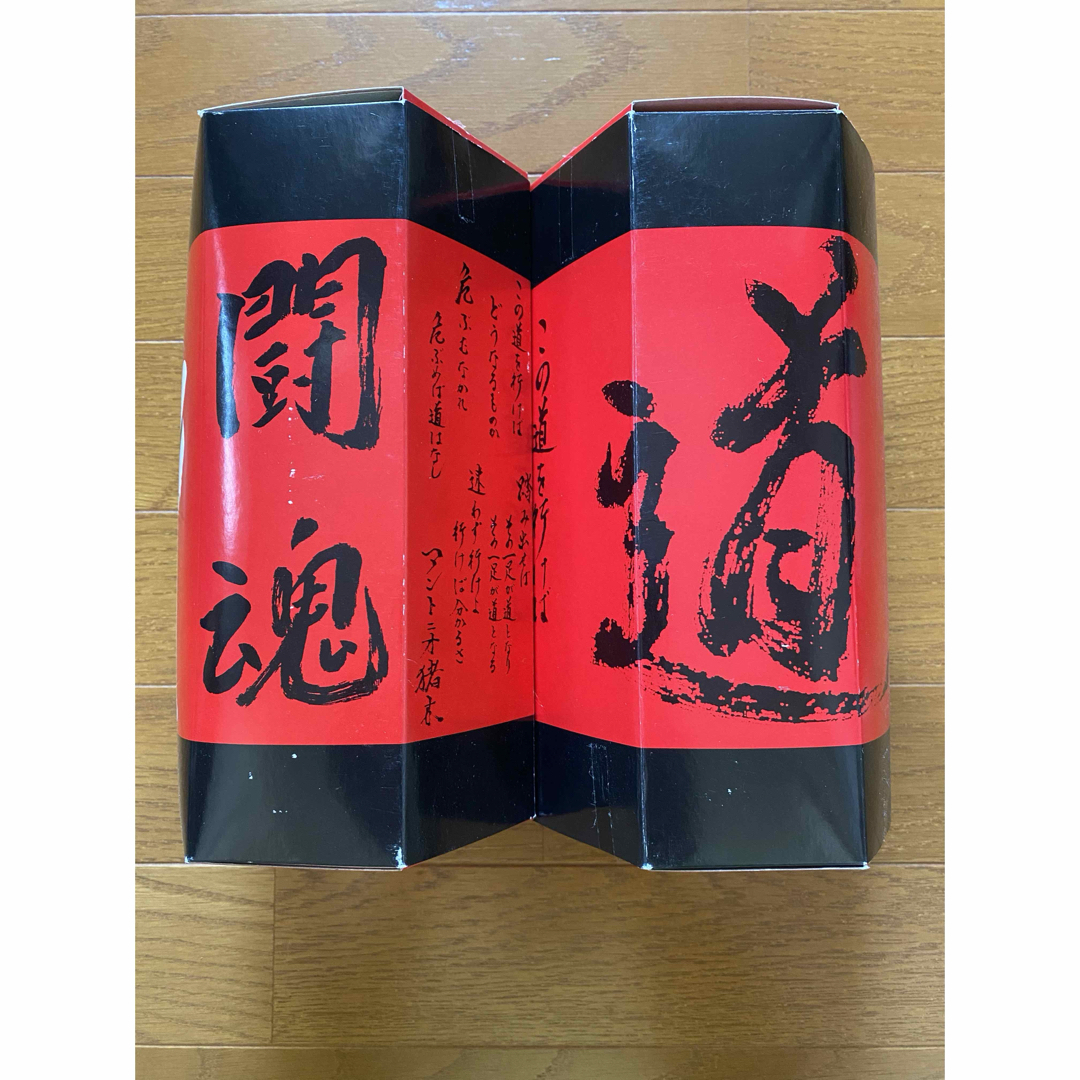 道
この道を行けば
この道を行けば
どうなるものか
危ぶむなかれ
危ぶめば道はなし
踏み出せば
その一足が道となり
その一足が道となる
迷わず行けよ
行けば分かるさ
アントニオ猪木
闘魂